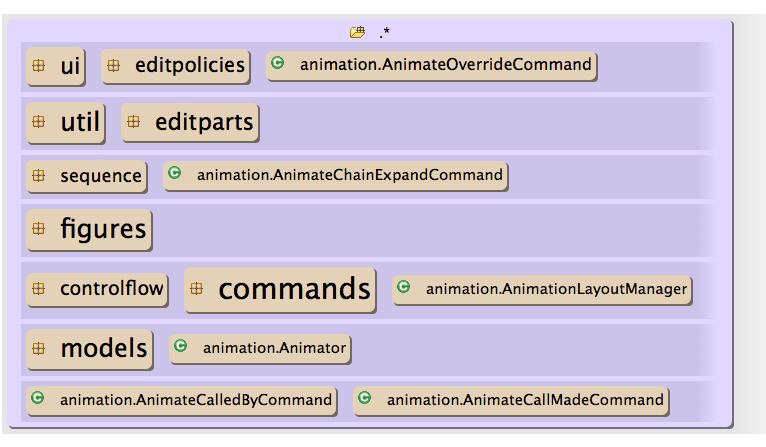 .*
ui editpolicies animation.AnimateOverrideCommand
util editparts
sequence animation.AnimateChainExpandCommand
figures
controlflow commands animation.AnimationLayoutManager
models animation.Animator
animation.AnimateCalledByCommand animation.AnimateCallMadeCommand